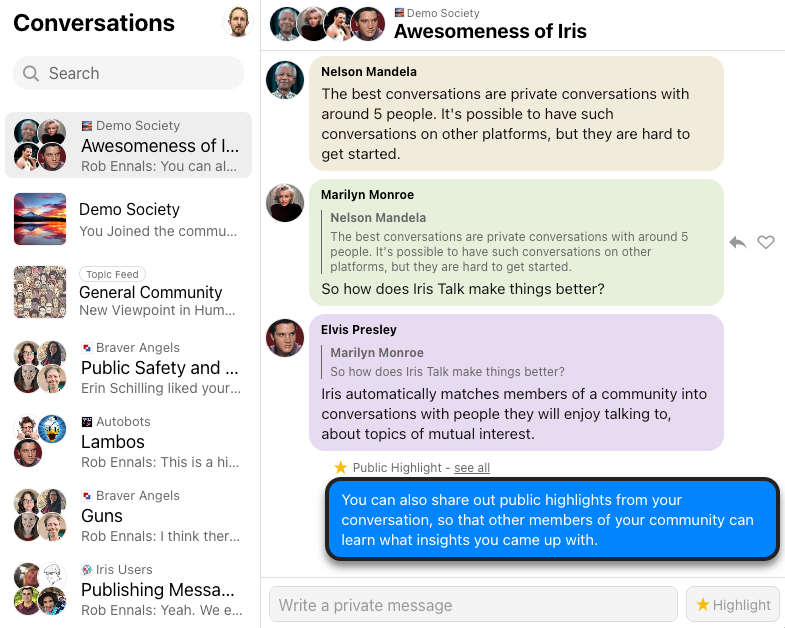 Conversations
Search
Demo Society
Awesomeness of I...
Rob Ennals: You can al...
Demo Society
You Joined the commu...
Topic Feed
General Community
New Viewpoint in Hum...
Braver Angels
Public Safety and ...
Erin Schilling liked your...
Autobots
Lambos
Rob Ennals: This is a hi...
Braver Angels
Guns
Rob Ennals: I think ther...
Iris Users
Publishing Messa...
Rob Ennals: Yeah. We e...
Demo Society
Awesomeness of Iris
Nelson Mandela
The best conversations are private conversations with
around 5 people. It's possible to have such
conversations on other platforms, but they are hard to
get started.
Marilyn Monroe
Nelson Mandela
The best conversations are private conversations with around 5
people. It's possible to have such conversations on other
platforms, but they are hard to get started.
So how does Iris Talk make things better?
Elvis Presley
Marilyn Monroe
So how does Iris Talk make things better?
Iris automatically matches members of a community into
conversations with people they will enjoy talking to,
about topics of mutual interest.
Public Highlight - see all
You can also share out public highlights from your
conversation, so that other members of your community can
learn what insights you came up with.
Write a private message
Highlight